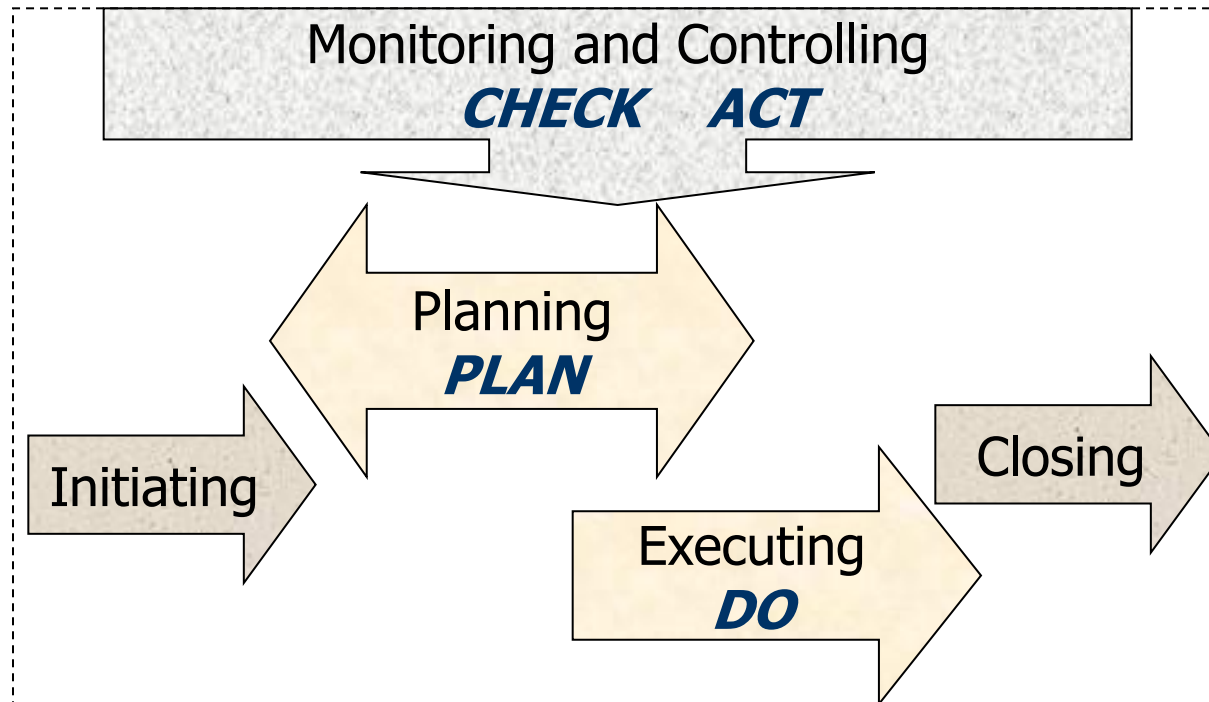 Monitoring and Controlling
CHECK ACT
Planning
PLAN
Initiating
Closing
Executing
DO